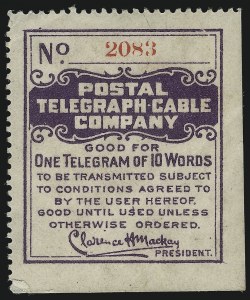 No. 2083
POSTAL
TELEGRAPH-CABLE
COMPANY
GOOD FOR
ONE TELEGRAM OF 10 WORDS
TO BE TRANSMITTED SUBJECT
TO CONDITIONS AGREED TO
BY THE USER HEREOF.
GOOD UNTIL USED UNLESS
OTHERWISE ORDERED.
Clarence H Mackay
PRESIDENT.